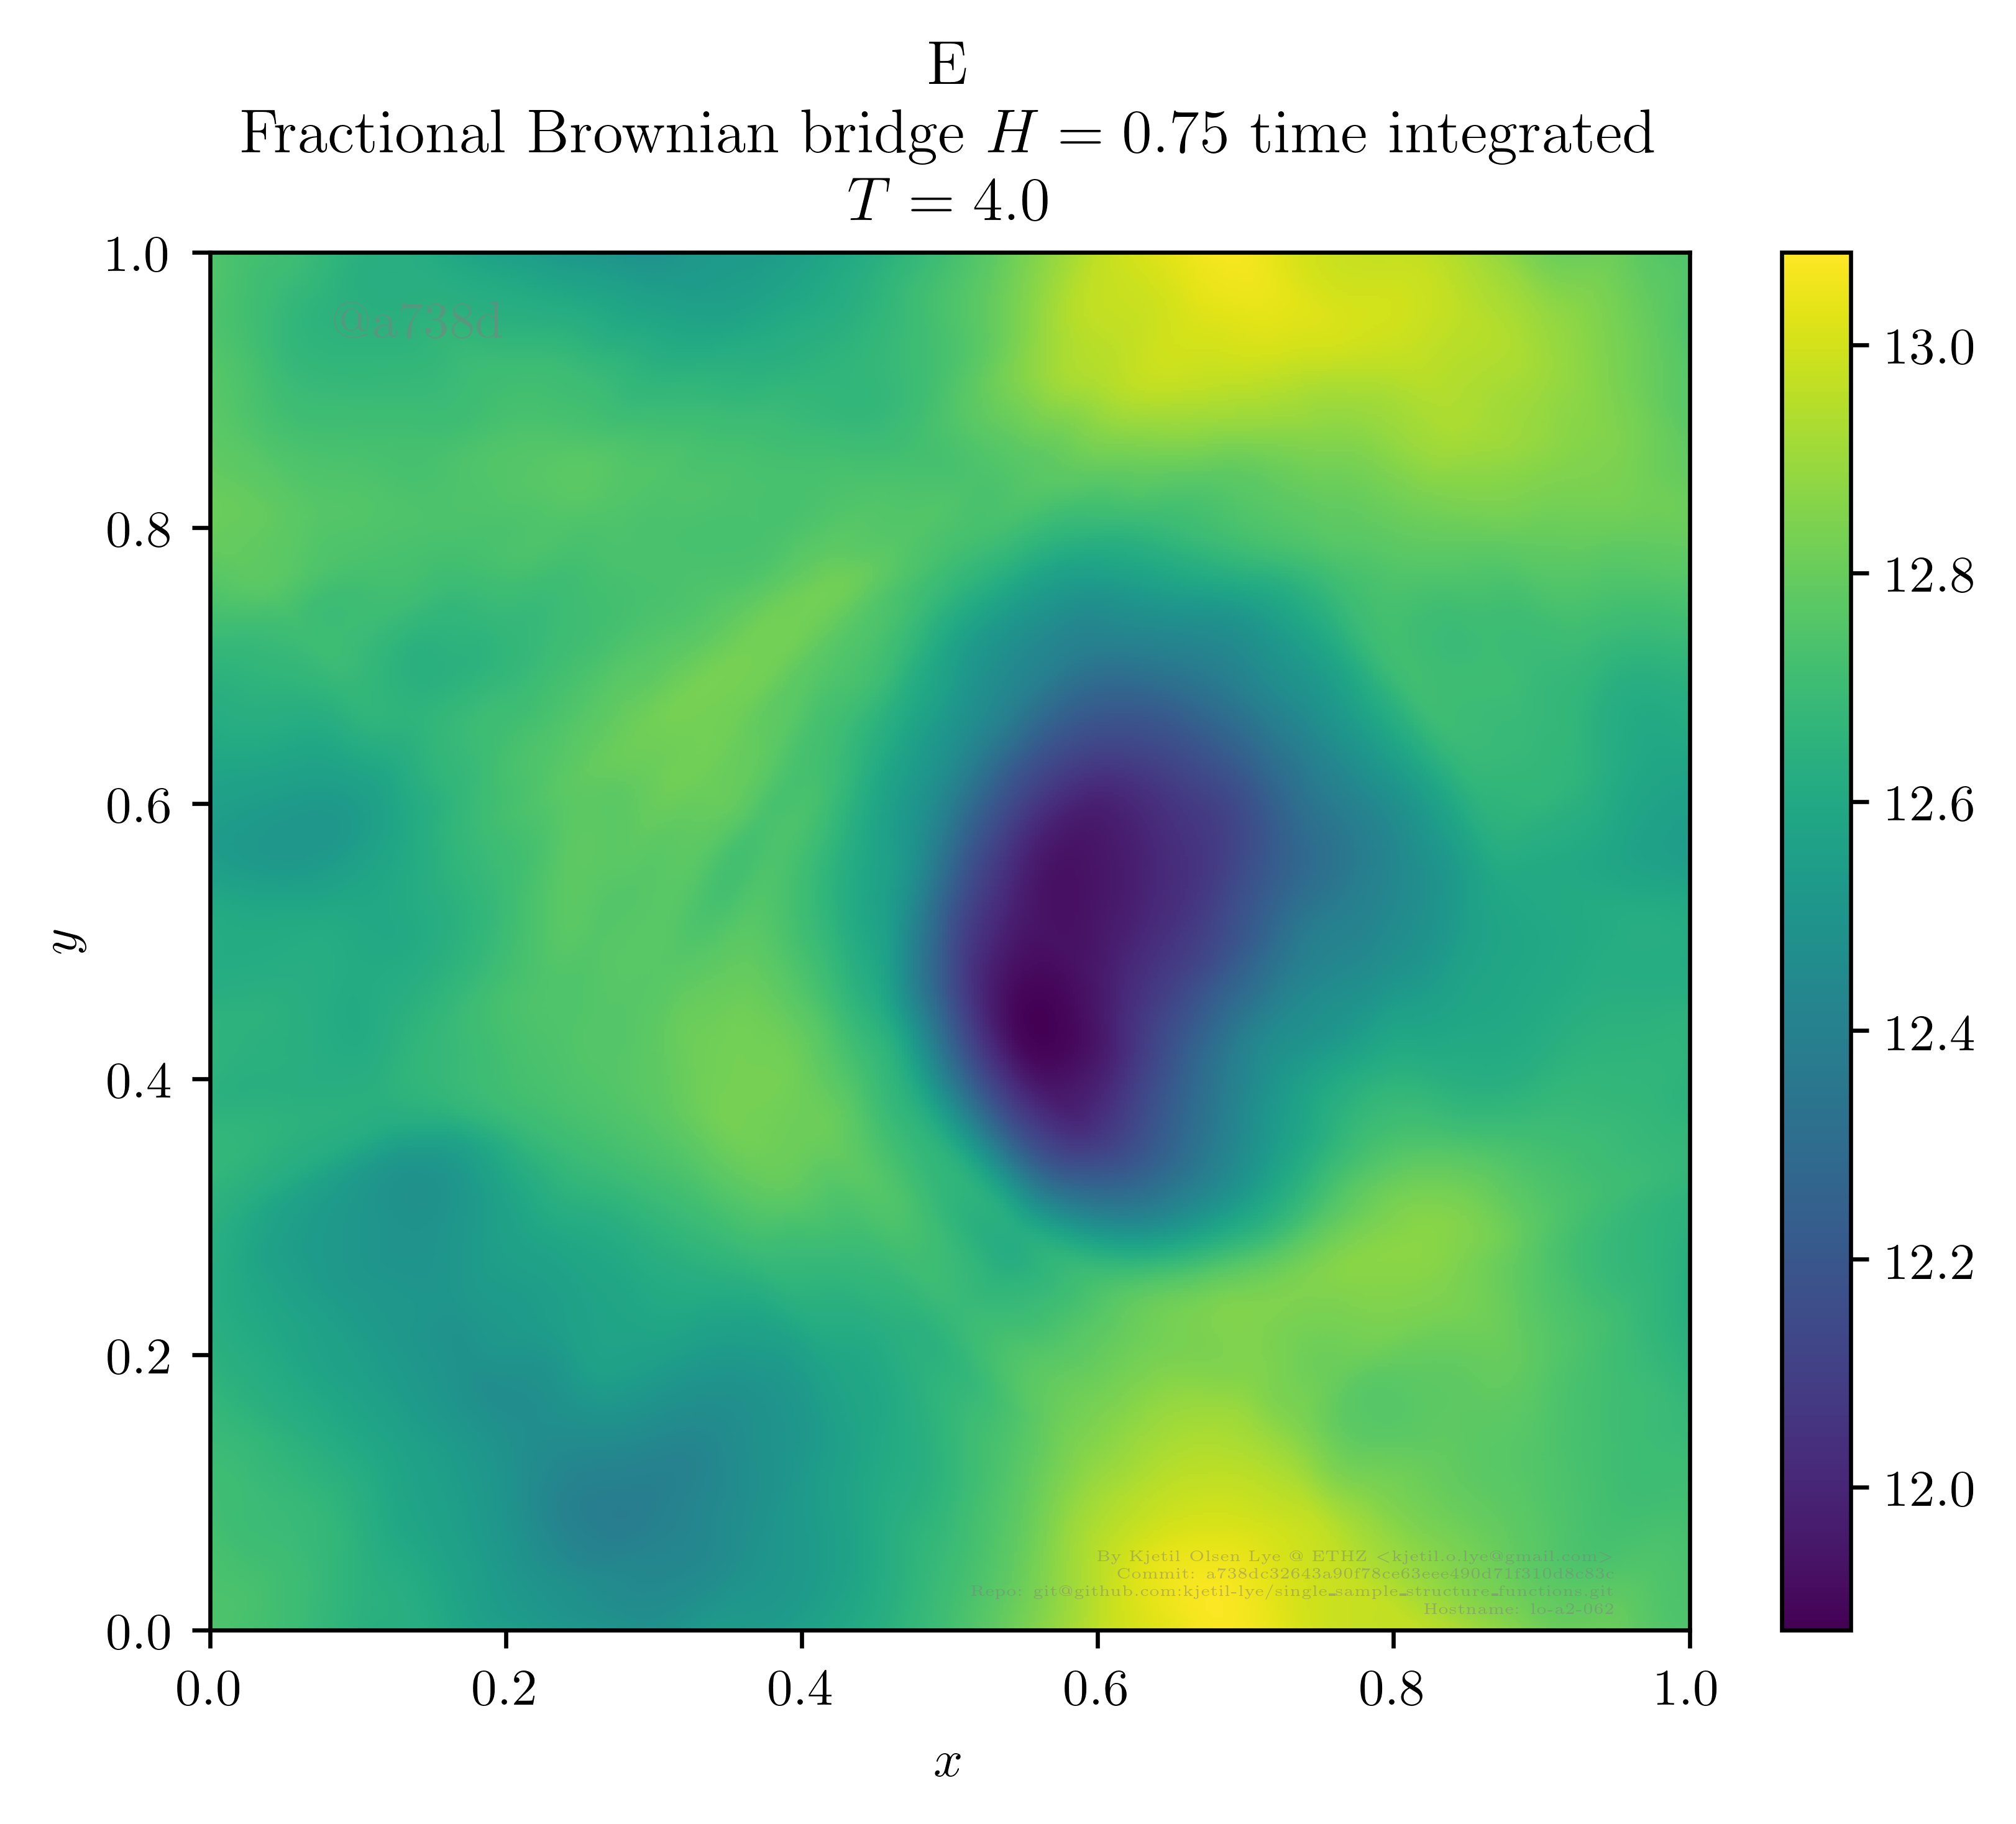 E
Fractional Brownian bridge H = 0.75 time integrated
T = 4.0
1.0
0.8
0.6
0.4
0.2
0.0
y
0.0 0.2 0.4 0.6 0.8 1.0
x
13.0
12.8
12.6
12.4
12.2
12.0
@a738d
By Kjetil Olsen Lye @ ETHZ <kjetil.o.lye@gmail.com>
Commit: a738dc32643a90f78ce63eee490d71f310d8c83c
Repo: git@github.com:kjetil-lye/single_sample_structure_functions.git
Hostname: lo-a2-062